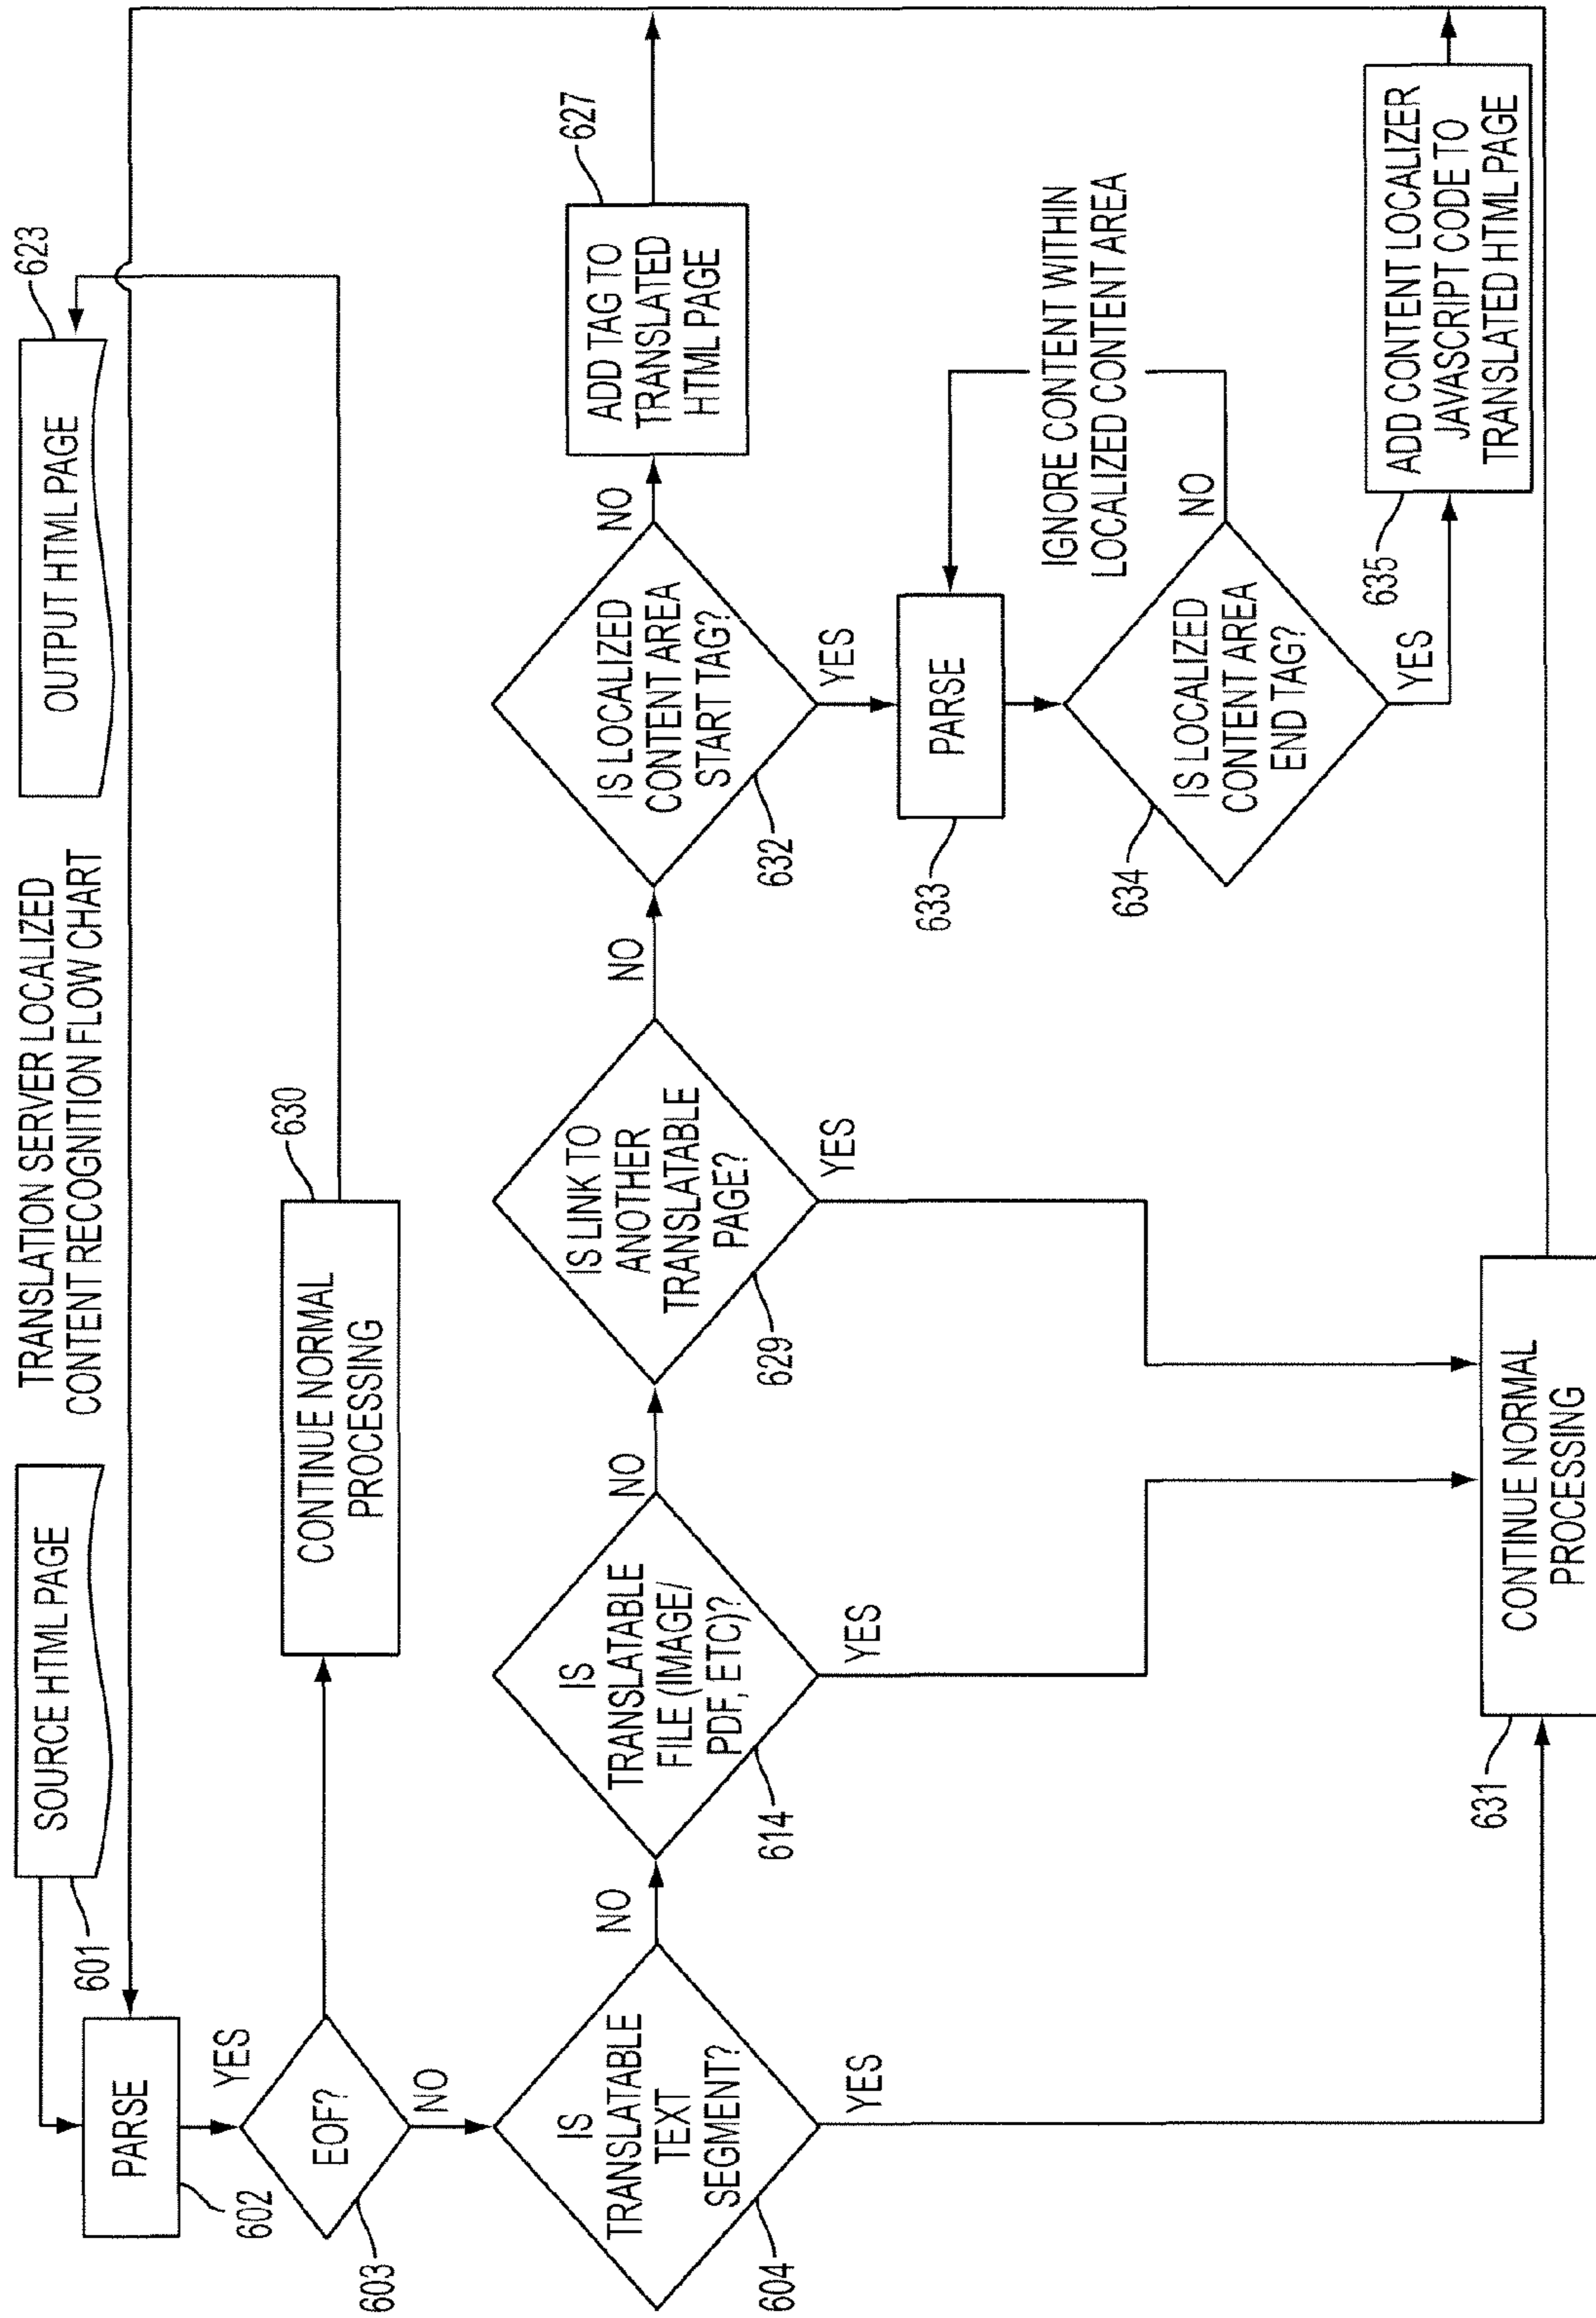 TRANSLATION SERVER LOCALIZED
CONTENT RECOGNITION FLOW CHART
SOURCE HTML PAGE
601
OUTPUT HTML PAGE
623
PARSE
602
YES
EOF?
603
NO
CONTINUE NORMAL
PROCESSING
630
IS
TRANSLATABLE
TEXT
SEGMENT?
604
NO
YES
IS
TRANSLATABLE
FILE (IMAGE/
PDF, ETC)?
614
NO
YES
IS LINK TO
ANOTHER
TRANSLATABLE
PAGE?
629
NO
YES
IS LOCALIZED
CONTENT AREA
START TAG?
632
NO
YES
ADD TAG TO
TRANSLATED
HTML PAGE
627
PARSE
633
IGNORE CONTENT WITHIN
LOCALIZED CONTENT AREA
IS LOCALIZED
CONTENT AREA
END TAG?
634
NO
YES
ADD CONTENT LOCALIZER
JAVASCRIPT CODE TO
TRANSLATED HTML PAGE
635
CONTINUE NORMAL
PROCESSING
631